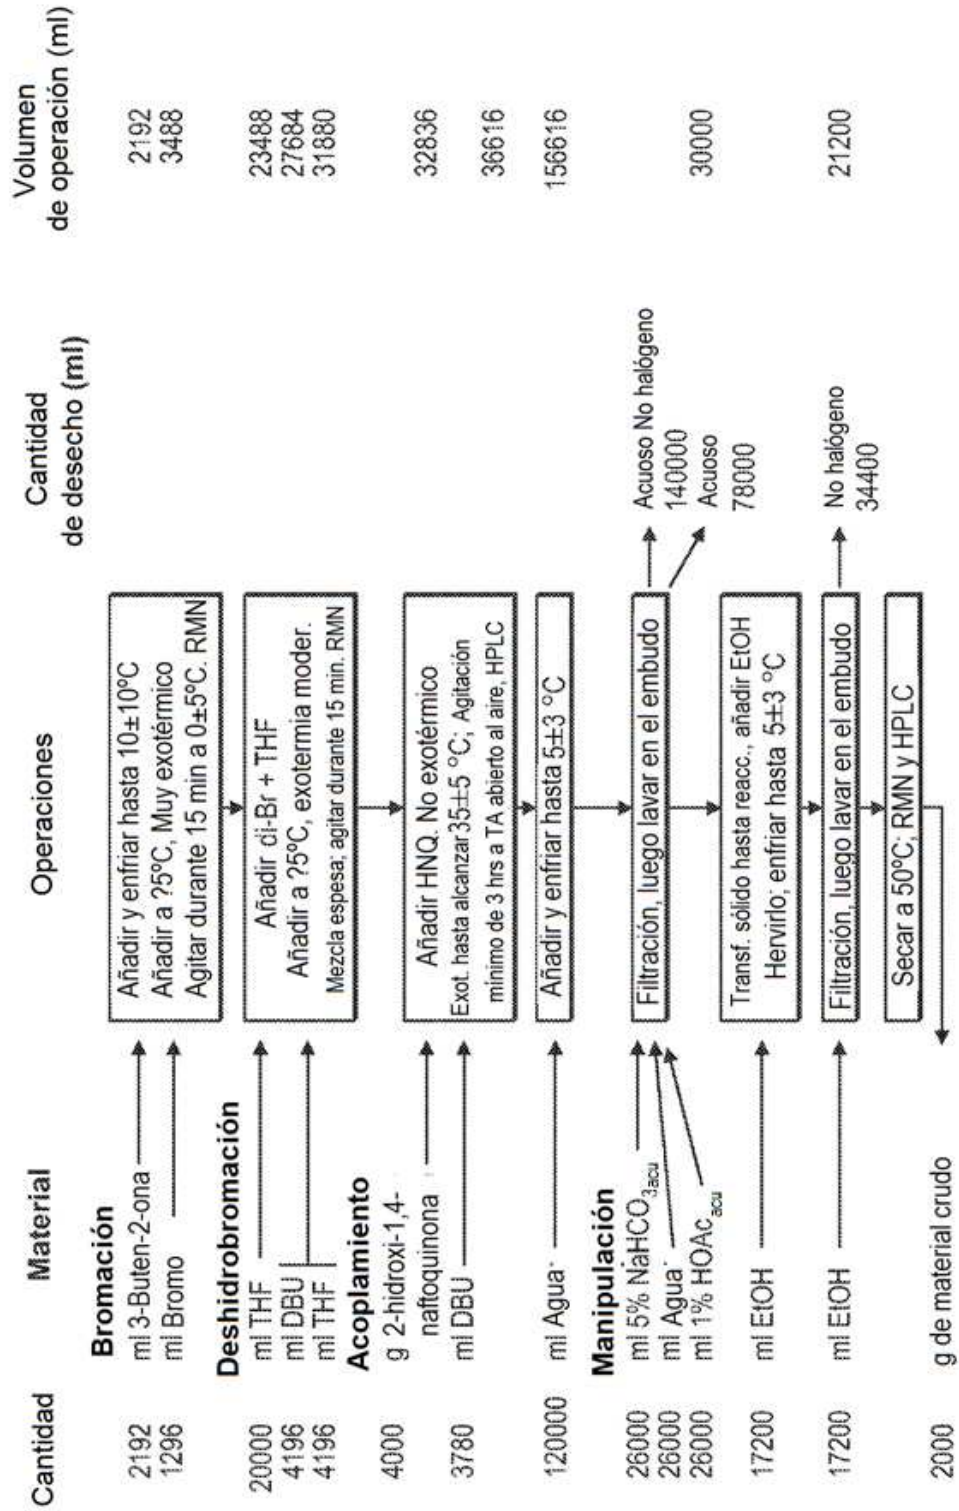 Cantidad
Material
Operaciones
Cantidad
de desecho (ml)
Volumen
de operación (ml)
Bromación
2192
ml 3-Buten-2-ona
1296
ml Bromo
Añadir y enfriar hasta 10±10ºC
Añadir a ?5ºC, Muy exotérmico
Agitar durante 15 min a 0±5ºC. RMN
2192
3488
Deshidrobromación
20000
ml THF
4196
ml DBU
4196
ml THF
Añadir di-Br + THF
Añadir a ?5ºC, exotermia moder.
Mezcla espesa; agitar durante 15 min. RMN
23488
27684
31880
Acoplamiento
4000
g 2-hidroxi-1,4-
naftoquinona
3780
ml DBU
Añadir HNQ. No exotérmico
Exot. hasta alcanzar 35±5 ºC; Agitación
mínimo de 3 hrs a TA abierto al aire, HPLC
32836
36616
120000
ml Agua
Añadir y enfriar hasta 5±3 ºC
156616
Manipulación
26000
ml 5% NaHCO3acu
26000
ml Agua
26000
ml 1% HOAcacu
Filtración, luego lavar en el embudo
Acuoso No halógeno
140000
Acuoso
78000
17200
ml EtOH
Transf. sólido hasta reacc., añadir EtOH
Hervirlo; enfriar hasta 5±3 ºC
30000
17200
ml EtOH
Filtración, luego lavar en el embudo
No halógeno
34400
21200
Secar a 50ºC; RMN y HPLC
2000
g de material crudo